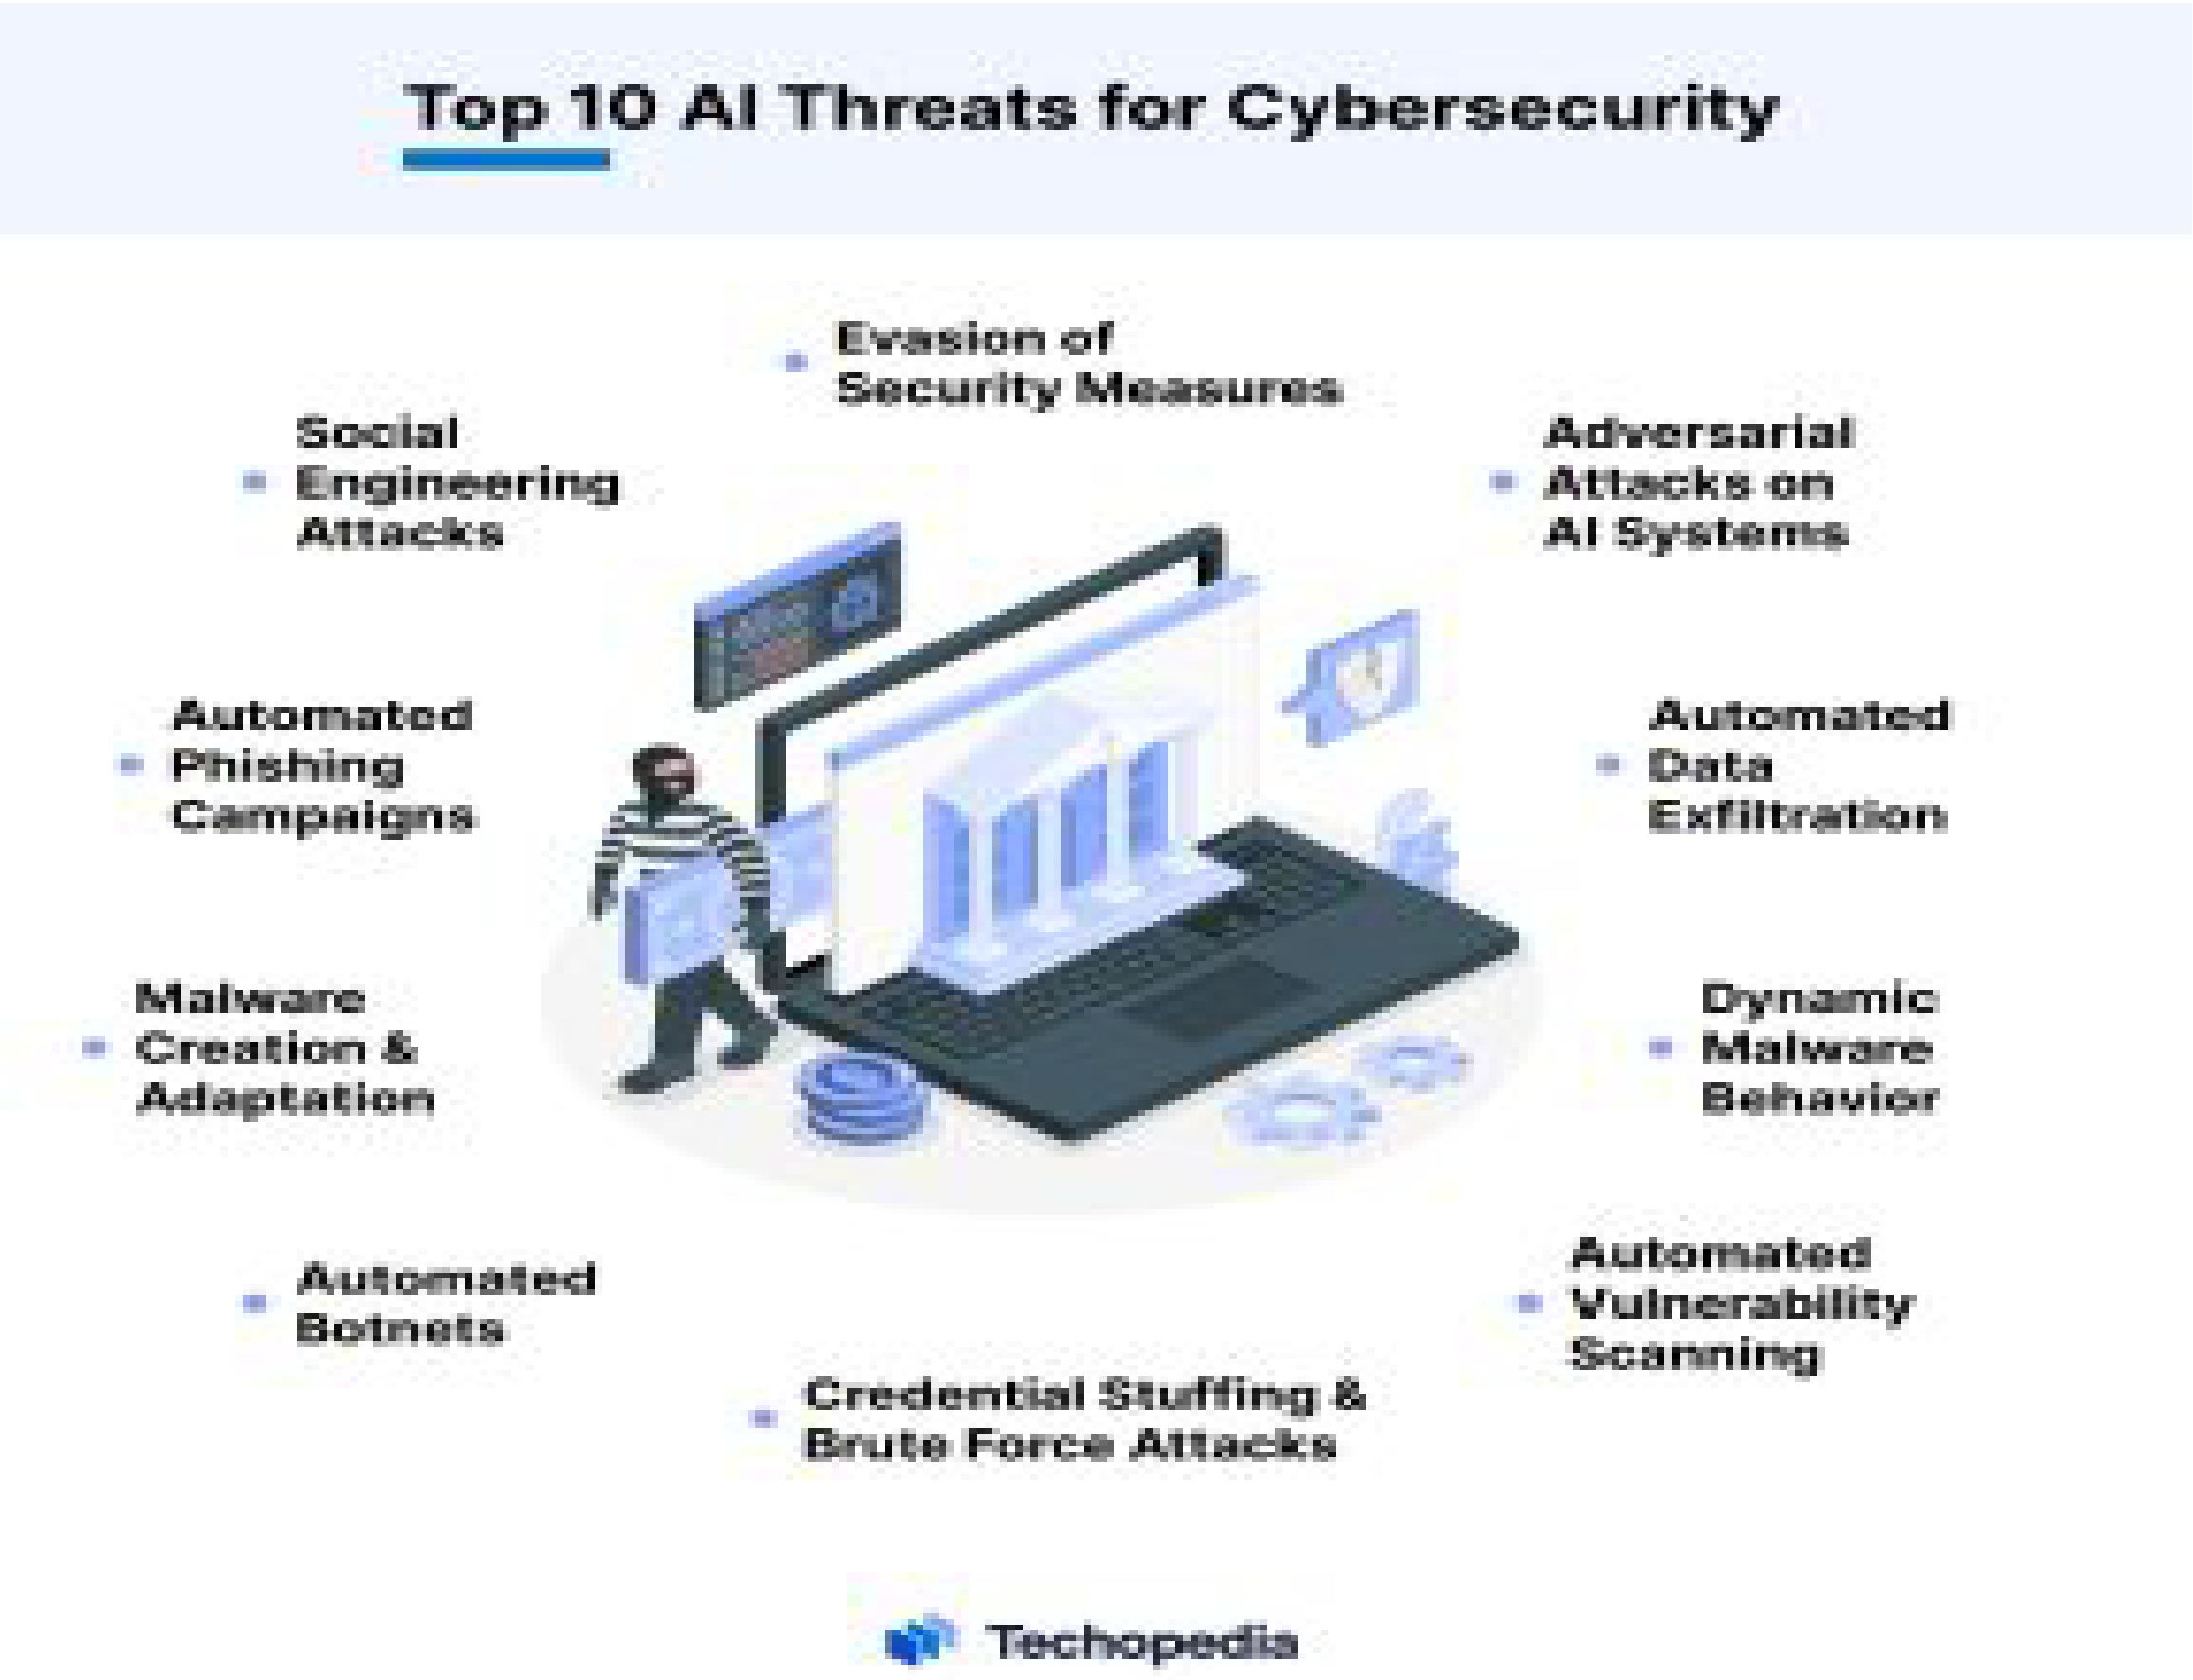 Top 10 AI Threats for Cybersecurity
Evasion of
Security Measures
Social
Engineering
Attacks
Adversarial
Attacks on
AI Systems
Automated
Phishing
Campaigns
Automated
Data
Exfiltration
Malware
Creation &
Adaptation
Dynamic
Malware
Behavior
Automated
Botnets
Automated
Vulnerability
Scanning
Credential Stuffing &
Brute Force Attacks
Techopedia